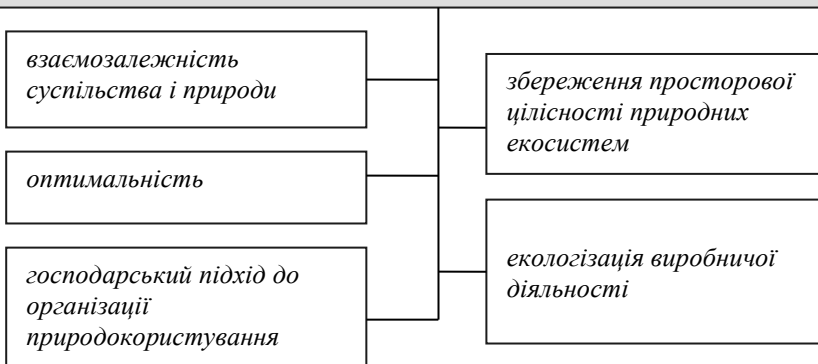 взаємозалежність
суспільства і природи
оптимальність
господарський підхід до
організації
природокористування
збереження просторової
цілісності природних
екосистем
екологізація виробничої
діяльності